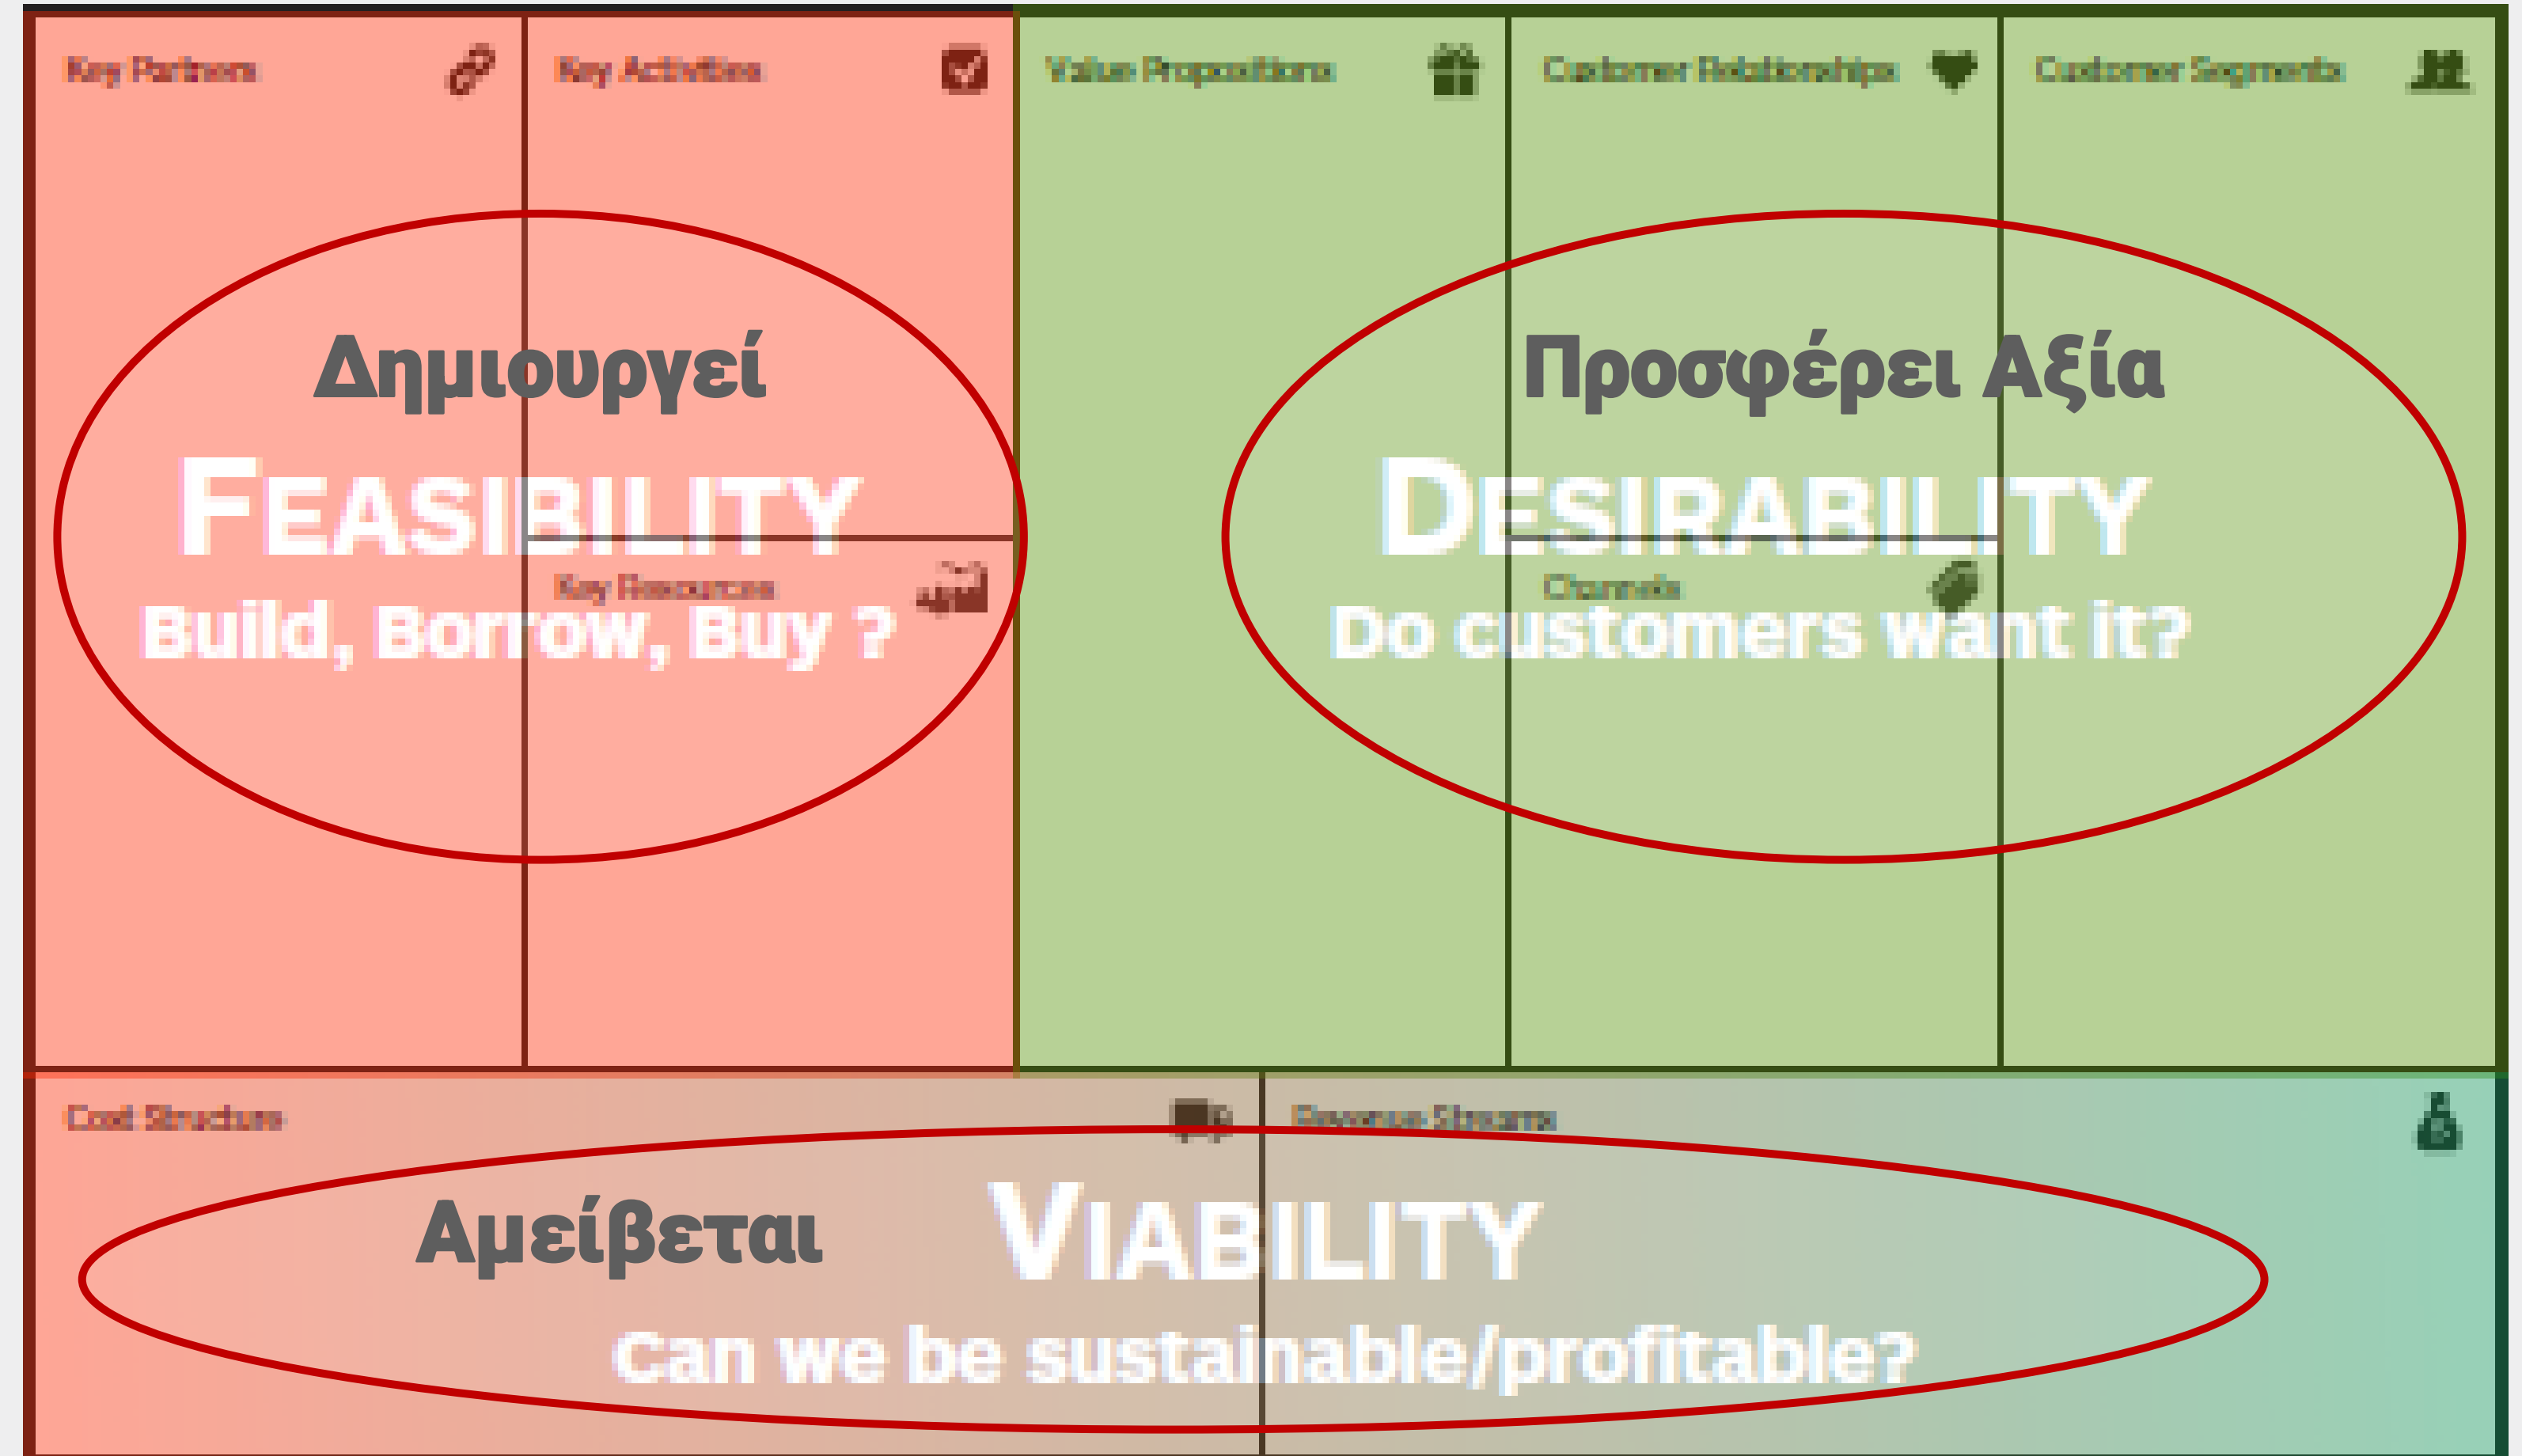 Key Partners
Key Activities
Value Propositions
Customer Relationships
Customer Segments
Δημιουργεί
FEASIBILITY
Key Resources
Build, Borrow, Buy ?
Προσφέρει Αξία
DESIRABILITY
Channels
Do customers want it?
Cost Structure
Revenue Streams
Αμείβεται
VIABILITY
Can we be sustainable/profitable?